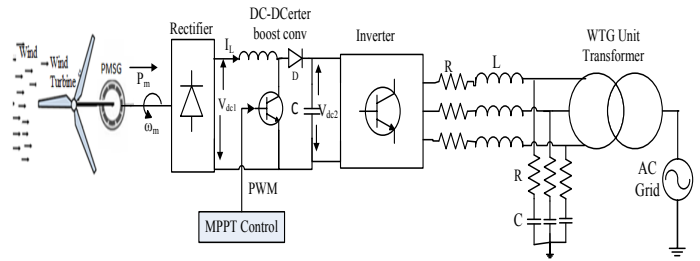 Wind
Wind
Turbine
PMSG
Pm
ωm
Rectifier
Vdc1
IL
DC-DCerter
boost conv
D
C
Vdc2
PWM
MPPT Control
Inverter
R
L
R
C
WTG Unit
Transformer
AC
Grid